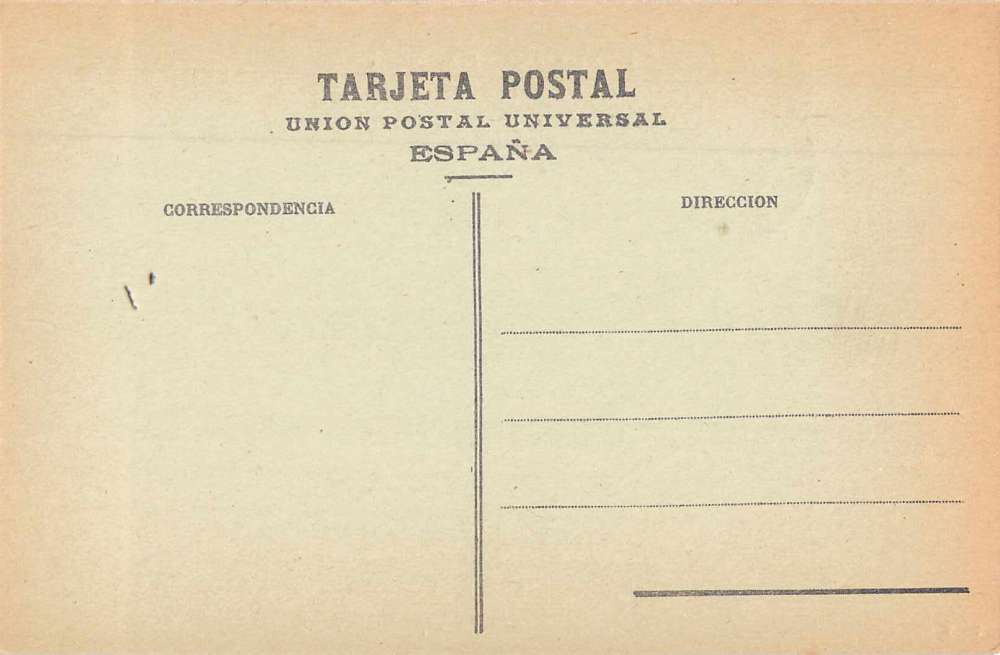 TARJETA POSTAL
UNION POSTAL UNIVERSAL
ESPAÑA
CORRESPONDENCIA
DIRECCION